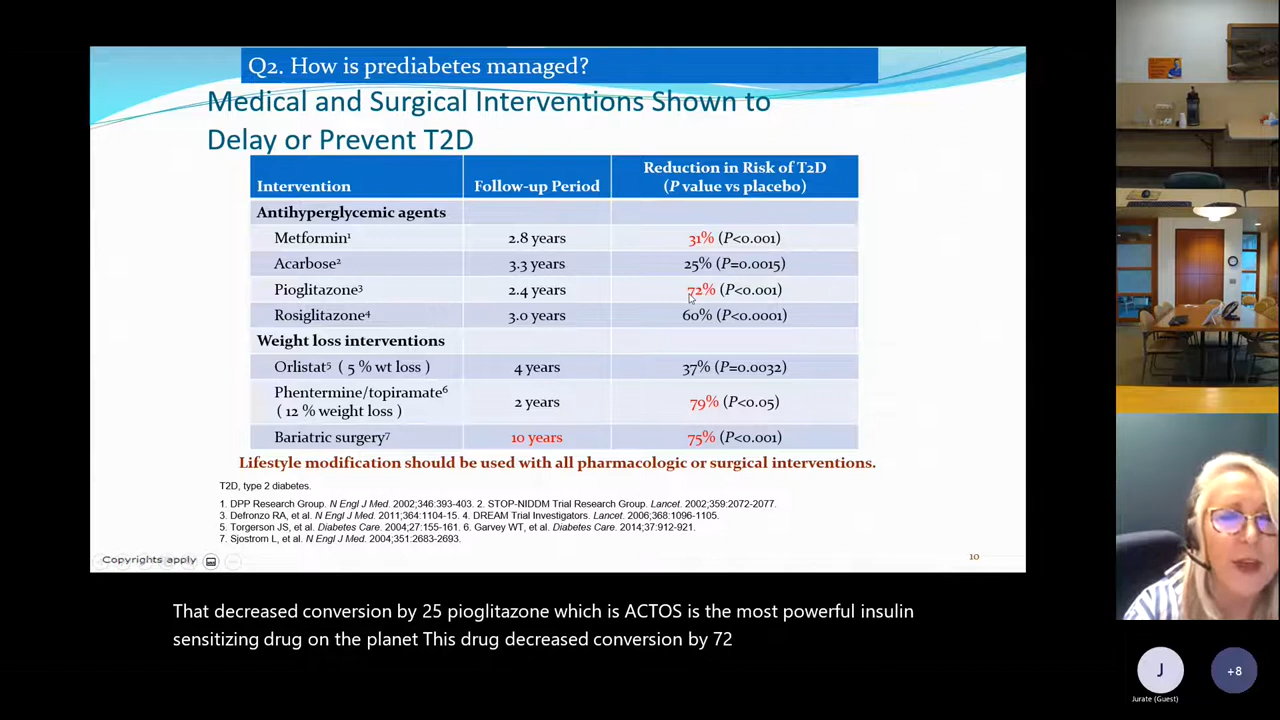 Q2. How is prediabetes managed?
Medical and Surgical Interventions Shown to
Delay or Prevent T2D
Intervention Follow-up Period Reduction in Risk of T2D (P value vs placebo)
Antihyperglycemic agents
Metformin¹ 2.8 years 31% (P<0.001)
Acarbose² 3.3 years 25% (P=0.0015)
Pioglitazone³ 2.4 years 72% (P<0.001)
Rosiglitazone⁴ 3.0 years 60% (P<0.0001)
Weight loss interventions
Orlistat⁵ ( 5 % wt loss ) 4 years 37% (P=0.0032)
Phentermine/topiramate⁶ ( 12 % weight loss ) 2 years 79% (P<0.05)
Bariatric surgery⁷ 10 years 75% (P<0.001)
Lifestyle modification should be used with all pharmacologic or surgical interventions.
T2D, type 2 diabetes.
1. DPP Research Group. N Engl J Med. 2002;346:393-403. 2. STOP-NIDDM Trial Research Group. Lancet. 2002;359:2072-2077.
3. Defronzo RA, et al. N Engl J Med. 2011;364:1104-15. 4. DREAM Trial Investigators. Lancet. 2006;368:1096-1105.
5. Torgerson JS, et al. Diabetes Care. 2004;27:155-161. 6. Garvey WT, et al. Diabetes Care. 2014;37:912-921.
7. Sjostrom L, et al. N Engl J Med. 2004;351:2683-2693.
Copyrights apply
10
That decreased conversion by 25 pioglitazone which is ACTOS is the most powerful insulin
sensitizing drug on the planet This drug decreased conversion by 72
J
+8
Jurate (Guest)